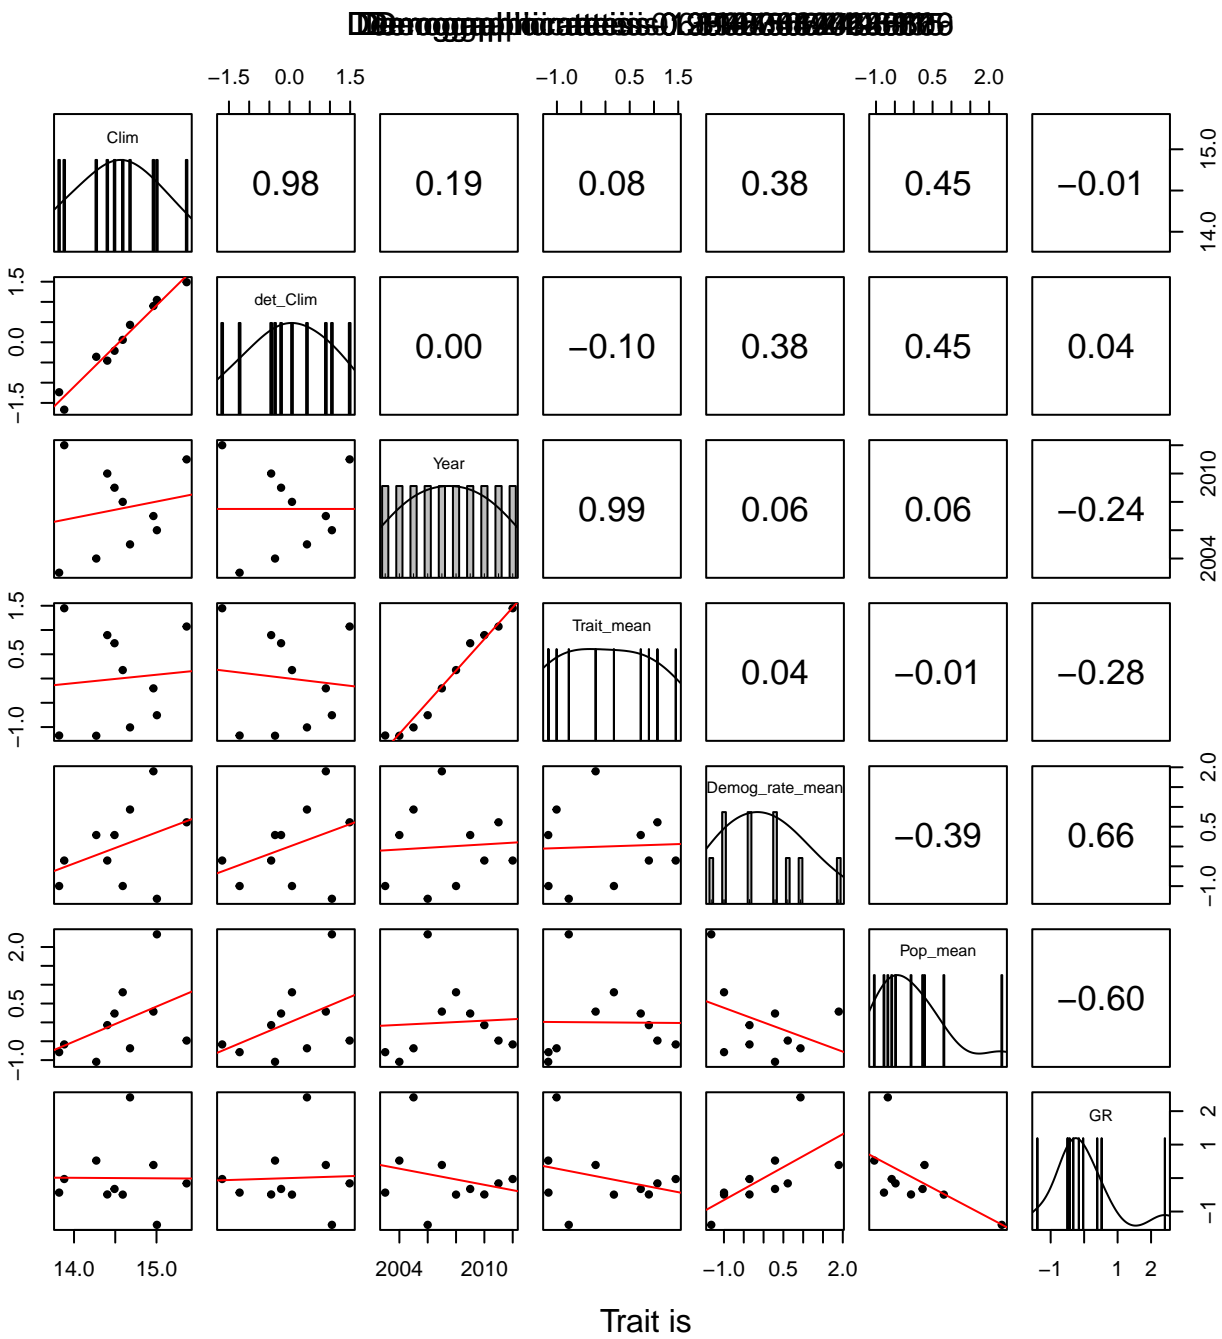 −1.5 0.0 1.5 −1.0 0.5 1.5 −1.0 0.5 2.0
Clim 0.98 0.19 0.08 0.38 0.45 −0.01 14.0 15.0
−1.5 0.0 1.5 det_Clim 0.00 −0.10 0.38 0.45 0.04
Year 0.99 0.06 0.06 −0.24 2004 2010
−1.0 0.5 1.5 Trait_mean 0.04 −0.01 −0.28
Demog_rate_mean −0.39 0.66 −1.0 0.5 2.0
−1.0 0.5 2.0 Pop_mean −0.60
GR −1 1 2
14.0 15.0 2004 2010 −1.0 0.5 2.0 −1 1 2
Trait is